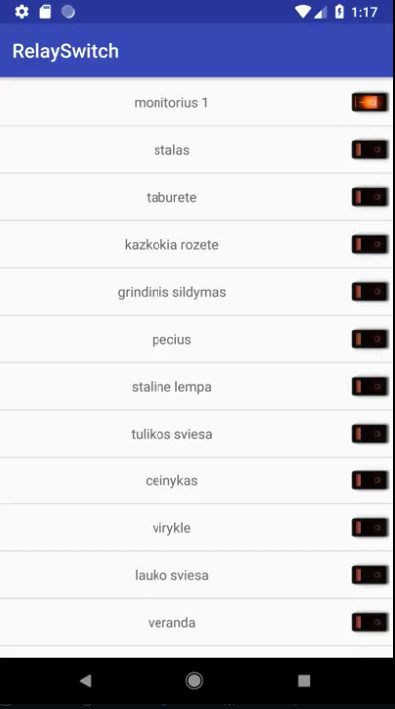 1:17
RelaySwitch
monitorius 1
stalas
taburete
kazkokia rozete
grindinis sildymas
pecius
staline lempa
tulikos sviesa
ceinykas
virykle
lauko sviesa
veranda